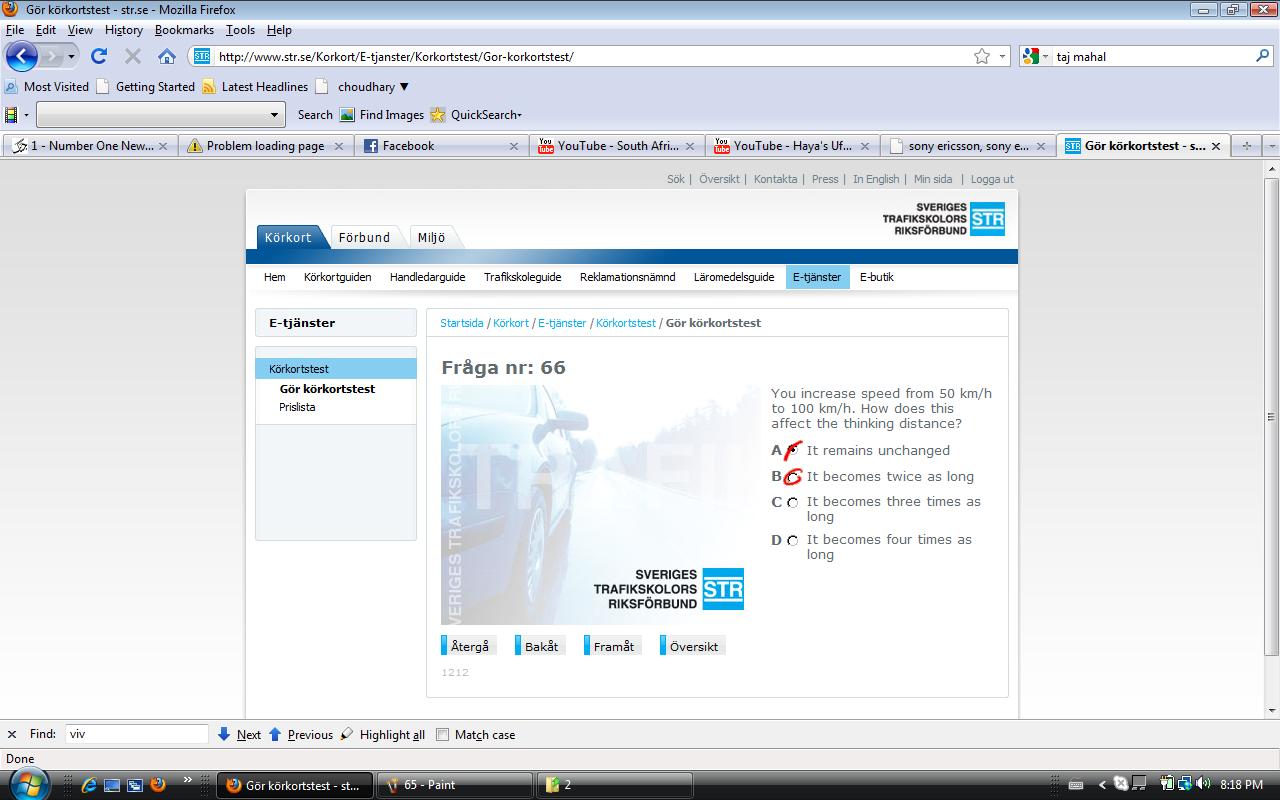 Gör körkortstest - str.se - Mozilla Firefox
File Edit View History Bookmarks Tools Help
STR http://www.str.se/Korkort/E-tjanster/Korkortstest/Gor-korkortstest/ taj mahal
Most Visited Getting Started Latest Headlines choudhary
Search Find Images QuickSearch
1 - Number One New... Problem loading page Facebook YouTube - South Afri... YouTube - Haya's Uf... sony ericsson, sony e... Gör körkortstest - s...
Sök | Översikt | Kontakta | Press | In English | Min sida | Logga ut
SVERIGES
TRAFIKSKOLORS STR
RIKSFÖRBUND
Körkort Förbund Miljö
Hem Körkortguiden Handledarguide Trafikskoleguide Reklamationsnämnd Läromedelsguide E-tjänster E-butik
E-tjänster
Körkortstest
Gör körkortstest
Prislista
Startsida / Körkort / E-tjänster / Körkortstest / Gör körkortstest
Fråga nr: 66
You increase speed from 50 km/h
to 100 km/h. How does this
affect the thinking distance?
A It remains unchanged
B It becomes twice as long
C It becomes three times as
long
D It becomes four times as
long
SVERIGES
TRAFIKSKOLORS STR
RIKSFÖRBUND
Återgå Bakåt Framåt Översikt
1212
Find: viv Next Previous Highlight all Match case
Done
Gör körkortstest - st... 65 - Paint 2 8:18 PM